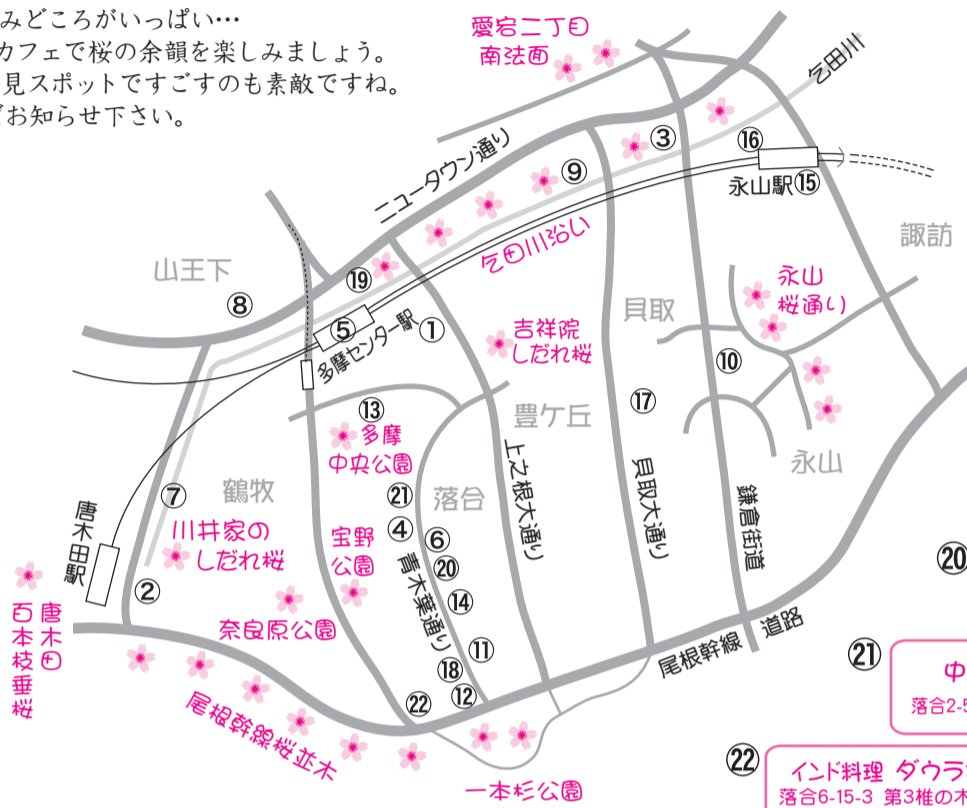 みどころがいっぱい…
カフェで桜の余韻を楽しみましょう。
見スポットですごすのも素敵ですね。
お知らせ下さい。
愛宕二丁目
南法面
乞田川
ニュータウン通り
③
⑯
⑨
永山駅⑮
諏訪
乞田川沿い
山王下
⑲
⑧
⑤
多摩センター駅
①
永山
桜通り
貝取
吉祥院
しだれ桜
⑩
⑰
豊ケ丘
⑬
多摩
中央公園
永山
㉑
落合
上之根大通り
貝取大通り
鎌倉街道
⑦
鶴牧
④
⑥
唐木田駅
川井家の
しだれ桜
宝野
公園
青木葉通り
⑳
②
⑭
奈良原公園
⑪
⑱
⑫
㉒
唐木田
百本枝垂桜
尾根幹線桜並木
尾根幹線 道路
一本杉公園
⑳
㉑
中
落合2-5
㉒
インド料理 ダウラ
落合6-15-3 第3椎の木